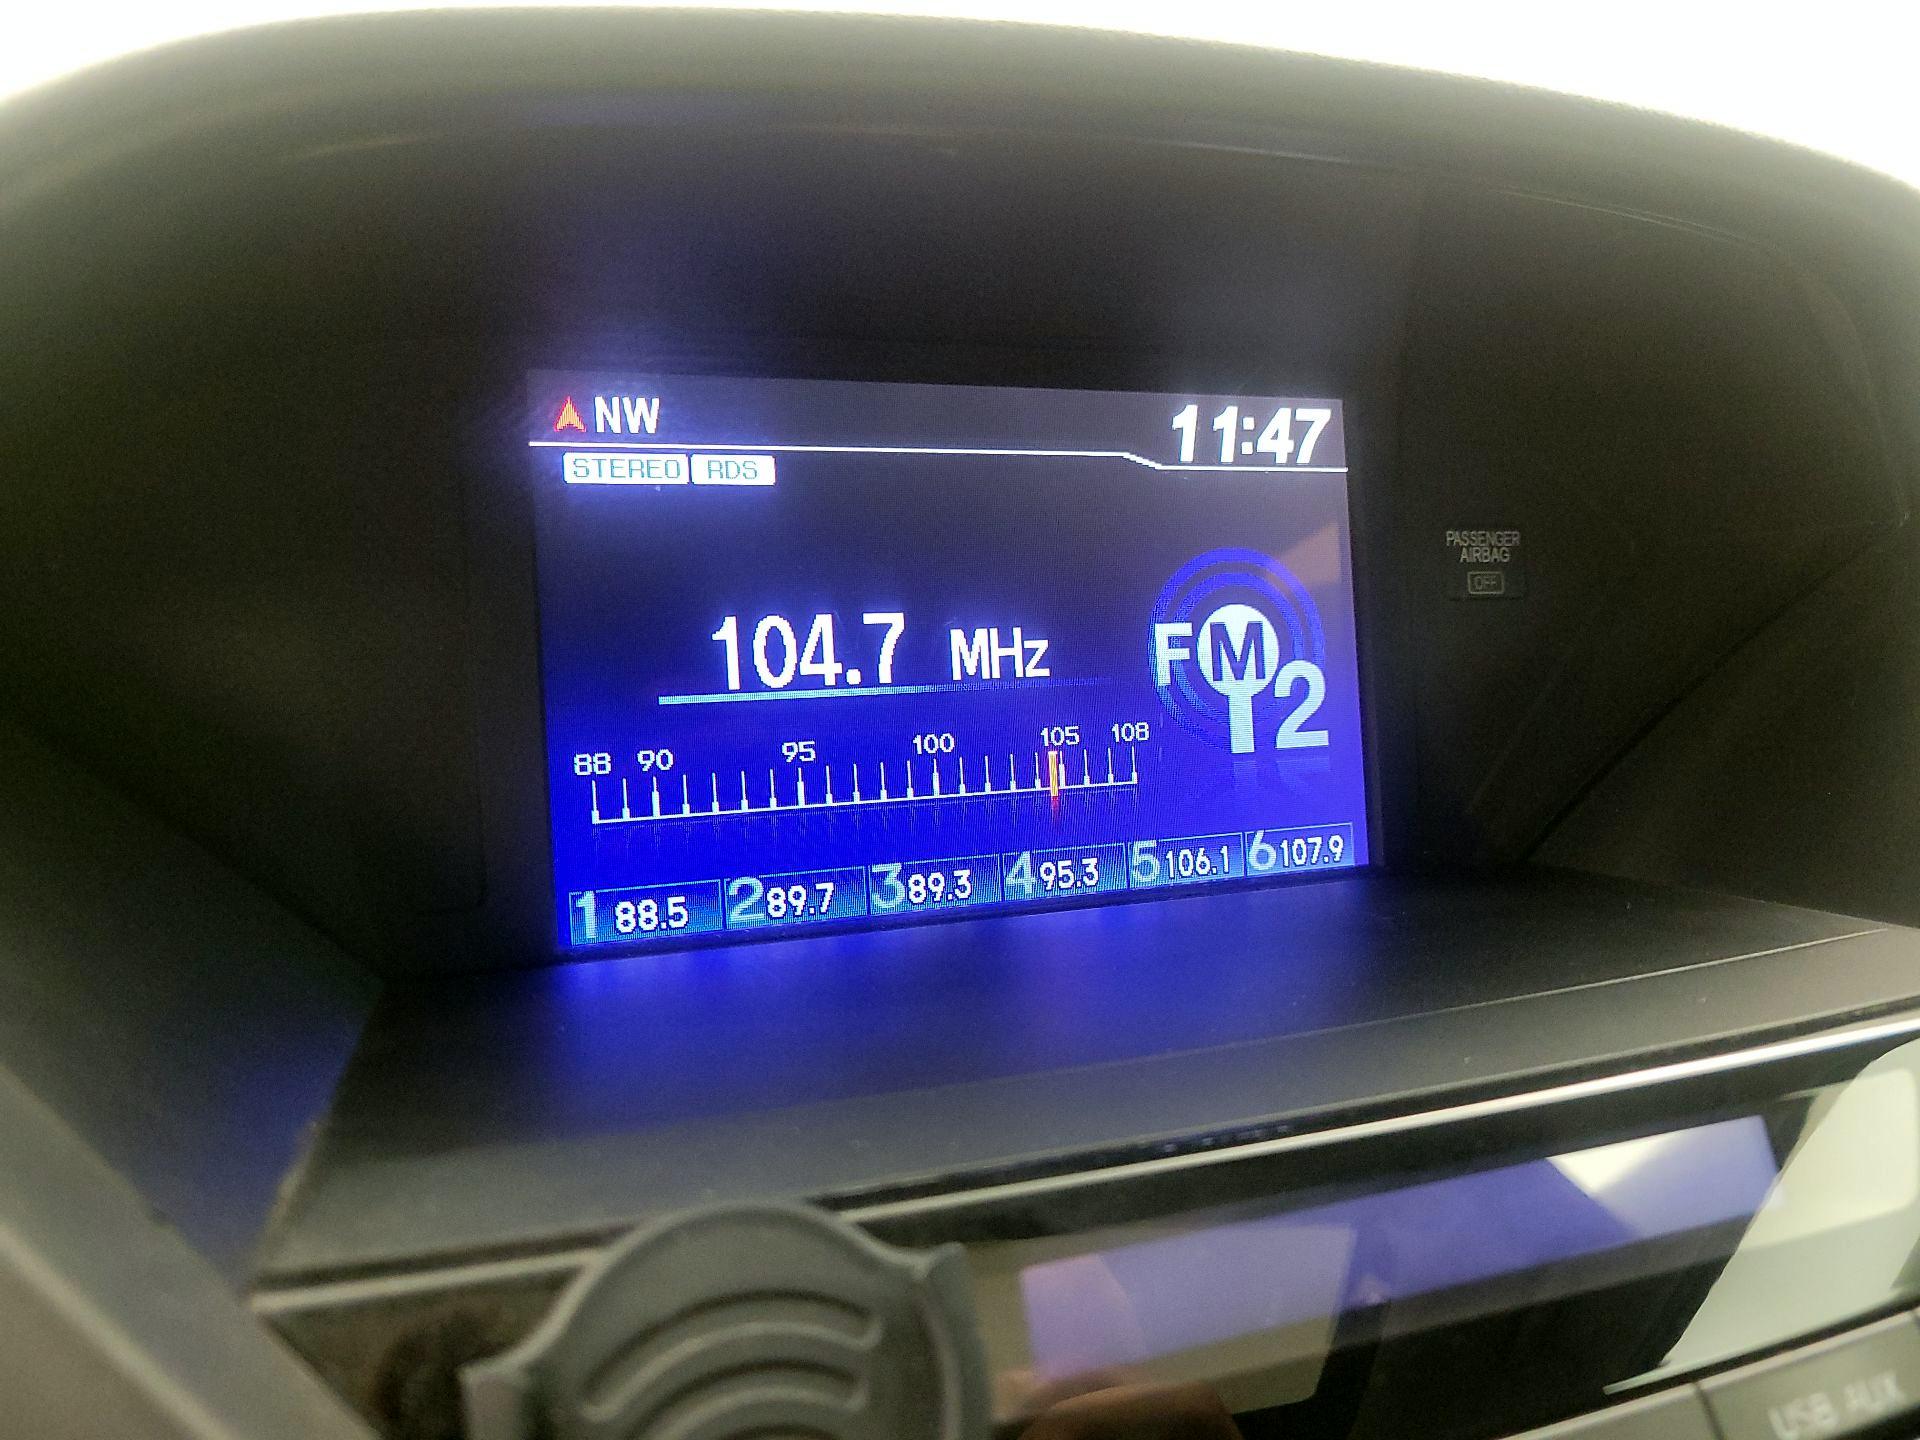 NW 11:47
STEREO RDS
PASSENGER
AIRBAG
OFF
104.7 MHz
FM
2
88 90 95 100 105 108
1 88.5 2 89.7 3 89.3 4 95.3 5 106.1 6 107.9
USB AUX